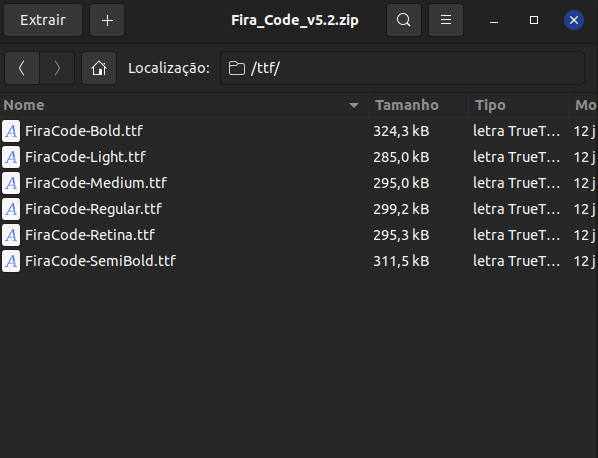 Extrair + Fira_Code_v5.2.zip
Localização: /ttf/
Nome Tamanho Tipo Mo
FiraCode-Bold.ttf 324,3 kB letra TrueT… 12 j
FiraCode-Light.ttf 285,0 kB letra TrueT… 12 j
FiraCode-Medium.ttf 295,0 kB letra TrueT… 12 j
FiraCode-Regular.ttf 299,2 kB letra TrueT… 12 j
FiraCode-Retina.ttf 295,3 kB letra TrueT… 12 j
FiraCode-SemiBold.ttf 311,5 kB letra TrueT… 12 j